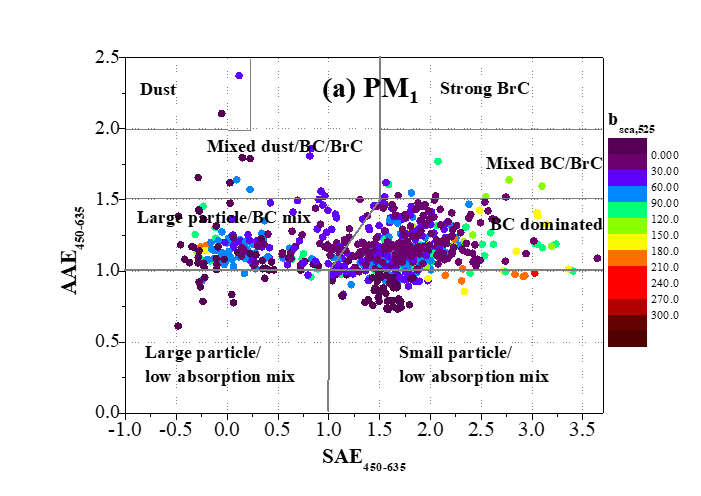 (a) PM1
Dust
Strong BrC
Mixed dust/BC/BrC
Mixed BC/BrC
Large particle/BC mix
BC dominated
Large particle/
low absorption mix
Small particle/
low absorption mix
AAE450-635
2.5
2.0
1.5
1.0
0.5
0.0
-1.0 -0.5 0.0 0.5 1.0 1.5 2.0 2.5 3.0 3.5
SAE450-635
bsca,525
0.000
30.00
60.00
90.00
120.0
150.0
180.0
210.0
240.0
270.0
300.0